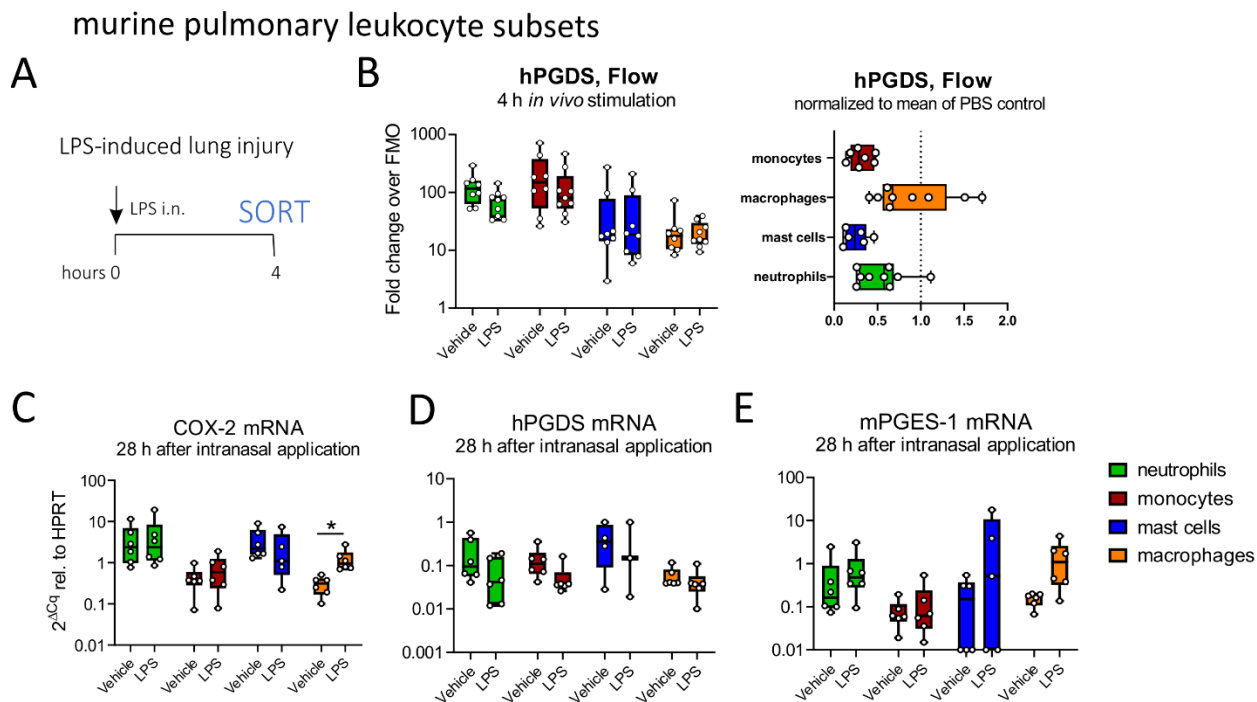 murine pulmonary leukocyte subsets
A
LPS-induced lung injury
LPS i.n.
SORT
hours 0
4
B
hPGDS, Flow
4 h in vivo stimulation
Fold change over FMO
1000
100
10
1
Vehicle
LPS
Vehicle
LPS
Vehicle
LPS
Vehicle
LPS
hPGDS, Flow
normalized to mean of PBS control
monocytes
macrophages
mast cells
neutrophils
0.0
0.5
1.0
1.5
2.0
C
COX-2 mRNA
28 h after intranasal application
2^ΔCq rel. to HPRT
100
10
1
0.1
0.01
*
Vehicle
LPS
Vehicle
LPS
Vehicle
LPS
Vehicle
LPS
D
hPGDS mRNA
28 h after intranasal application
1
0.1
0.01
0.001
Vehicle
LPS
Vehicle
LPS
Vehicle
LPS
Vehicle
LPS
E
mPGES-1 mRNA
28 h after intranasal application
100
10
1
0.1
0.01
Vehicle
LPS
Vehicle
LPS
Vehicle
LPS
Vehicle
LPS
neutrophils
monocytes
mast cells
macrophages